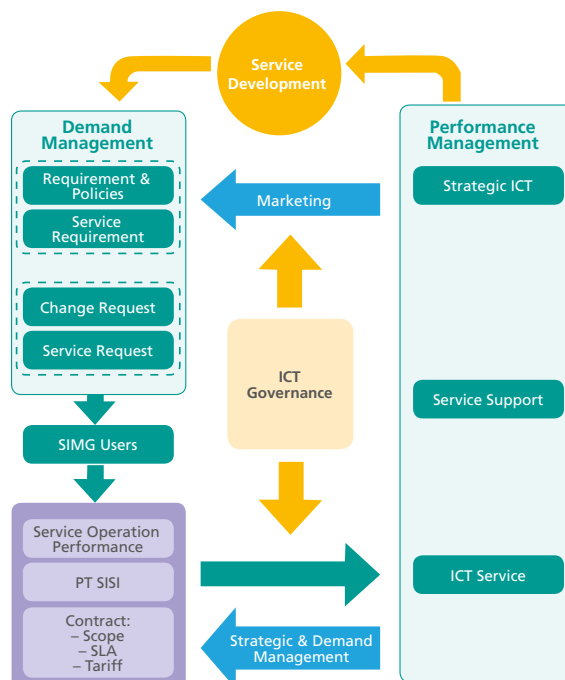 Service
Development
Demand
Management
Requirement &
Policies
Service
Requirement
Change Request
Service Request
SIMG Users
Service Operation
Performance
PT SISI
Contract:
– Scope
– SLA
– Tariff
Marketing
ICT
Governance
Strategic & Demand
Management
Performance
Management
Strategic ICT
Service Support
ICT Service